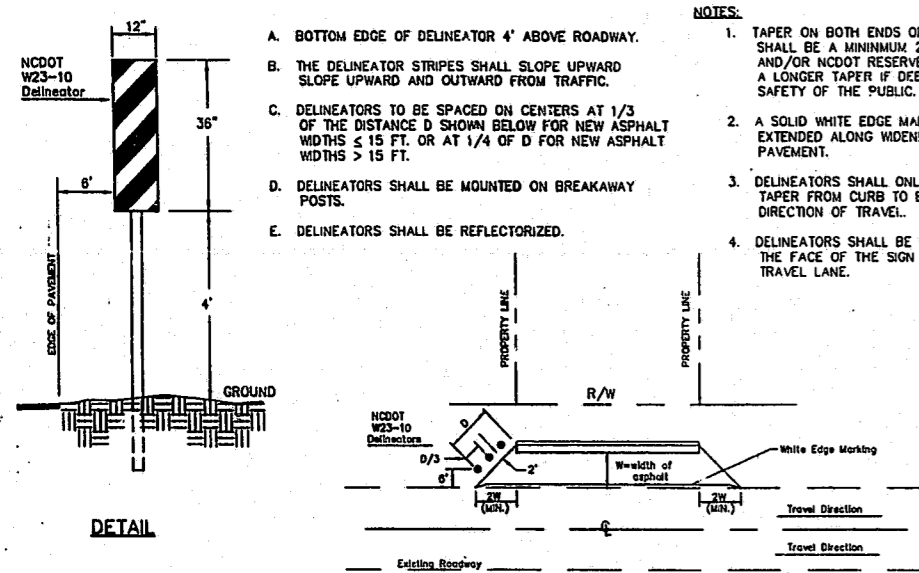 12"
NCDOT
W23-10
Delineator
36"
6'
EDGE OF PAVEMENT
4'
GROUND
DETAIL
A. BOTTOM EDGE OF DELINEATOR 4' ABOVE ROADWAY.
B. THE DELINEATOR STRIPES SHALL SLOPE UPWARD
SLOPE UPWARD AND OUTWARD FROM TRAFFIC.
C. DELINEATORS TO BE SPACED ON CENTERS AT 1/3
OF THE DISTANCE D SHOWN BELOW FOR NEW ASPHALT
WIDTHS ≤ 15 FT. OR AT 1/4 OF D FOR NEW ASPHALT
WIDTHS > 15 FT.
D. DELINEATORS SHALL BE MOUNTED ON BREAKAWAY
POSTS.
E. DELINEATORS SHALL BE REFLECTORIZED.
NOTES:
1. TAPER ON BOTH ENDS
SHALL BE A MININMUM
AND/OR NCDOT
A LONGER TAPER IF
SAFETY OF THE PUBLIC.
2. A SOLID WHITE EDGE
EXTENDED ALONG
PAVEMENT.
3. DELINEATORS SHALL
TAPER FROM CURB TO
DIRECTION OF TRAVEL.
4. DELINEATORS SHALL BE
THE FACE OF THE SIGN
TRAVEL LANE.
PROPERTY LINE
PROPERTY LINE
R/W
NCDOT
W23-10
Delineators
D
D/3
6'
2'
W=width of
asphalt
White Edge Marking
2W
(MIN.)
2W
(MIN.)
Travel Direction
Travel Direction
Existing Roadway